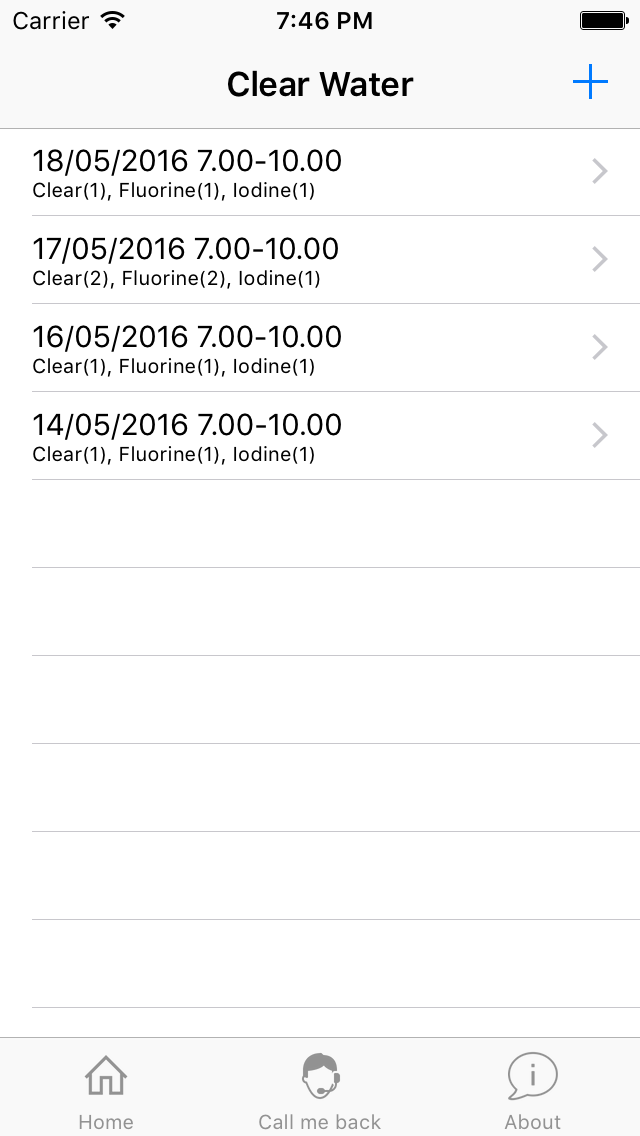 Carrier 7:46 PM
Clear Water
18/05/2016 7.00-10.00
Clear(1), Fluorine(1), Iodine(1)
17/05/2016 7.00-10.00
Clear(2), Fluorine(2), Iodine(1)
16/05/2016 7.00-10.00
Clear(1), Fluorine(1), Iodine(1)
14/05/2016 7.00-10.00
Clear(1), Fluorine(1), Iodine(1)
Home Call me back About